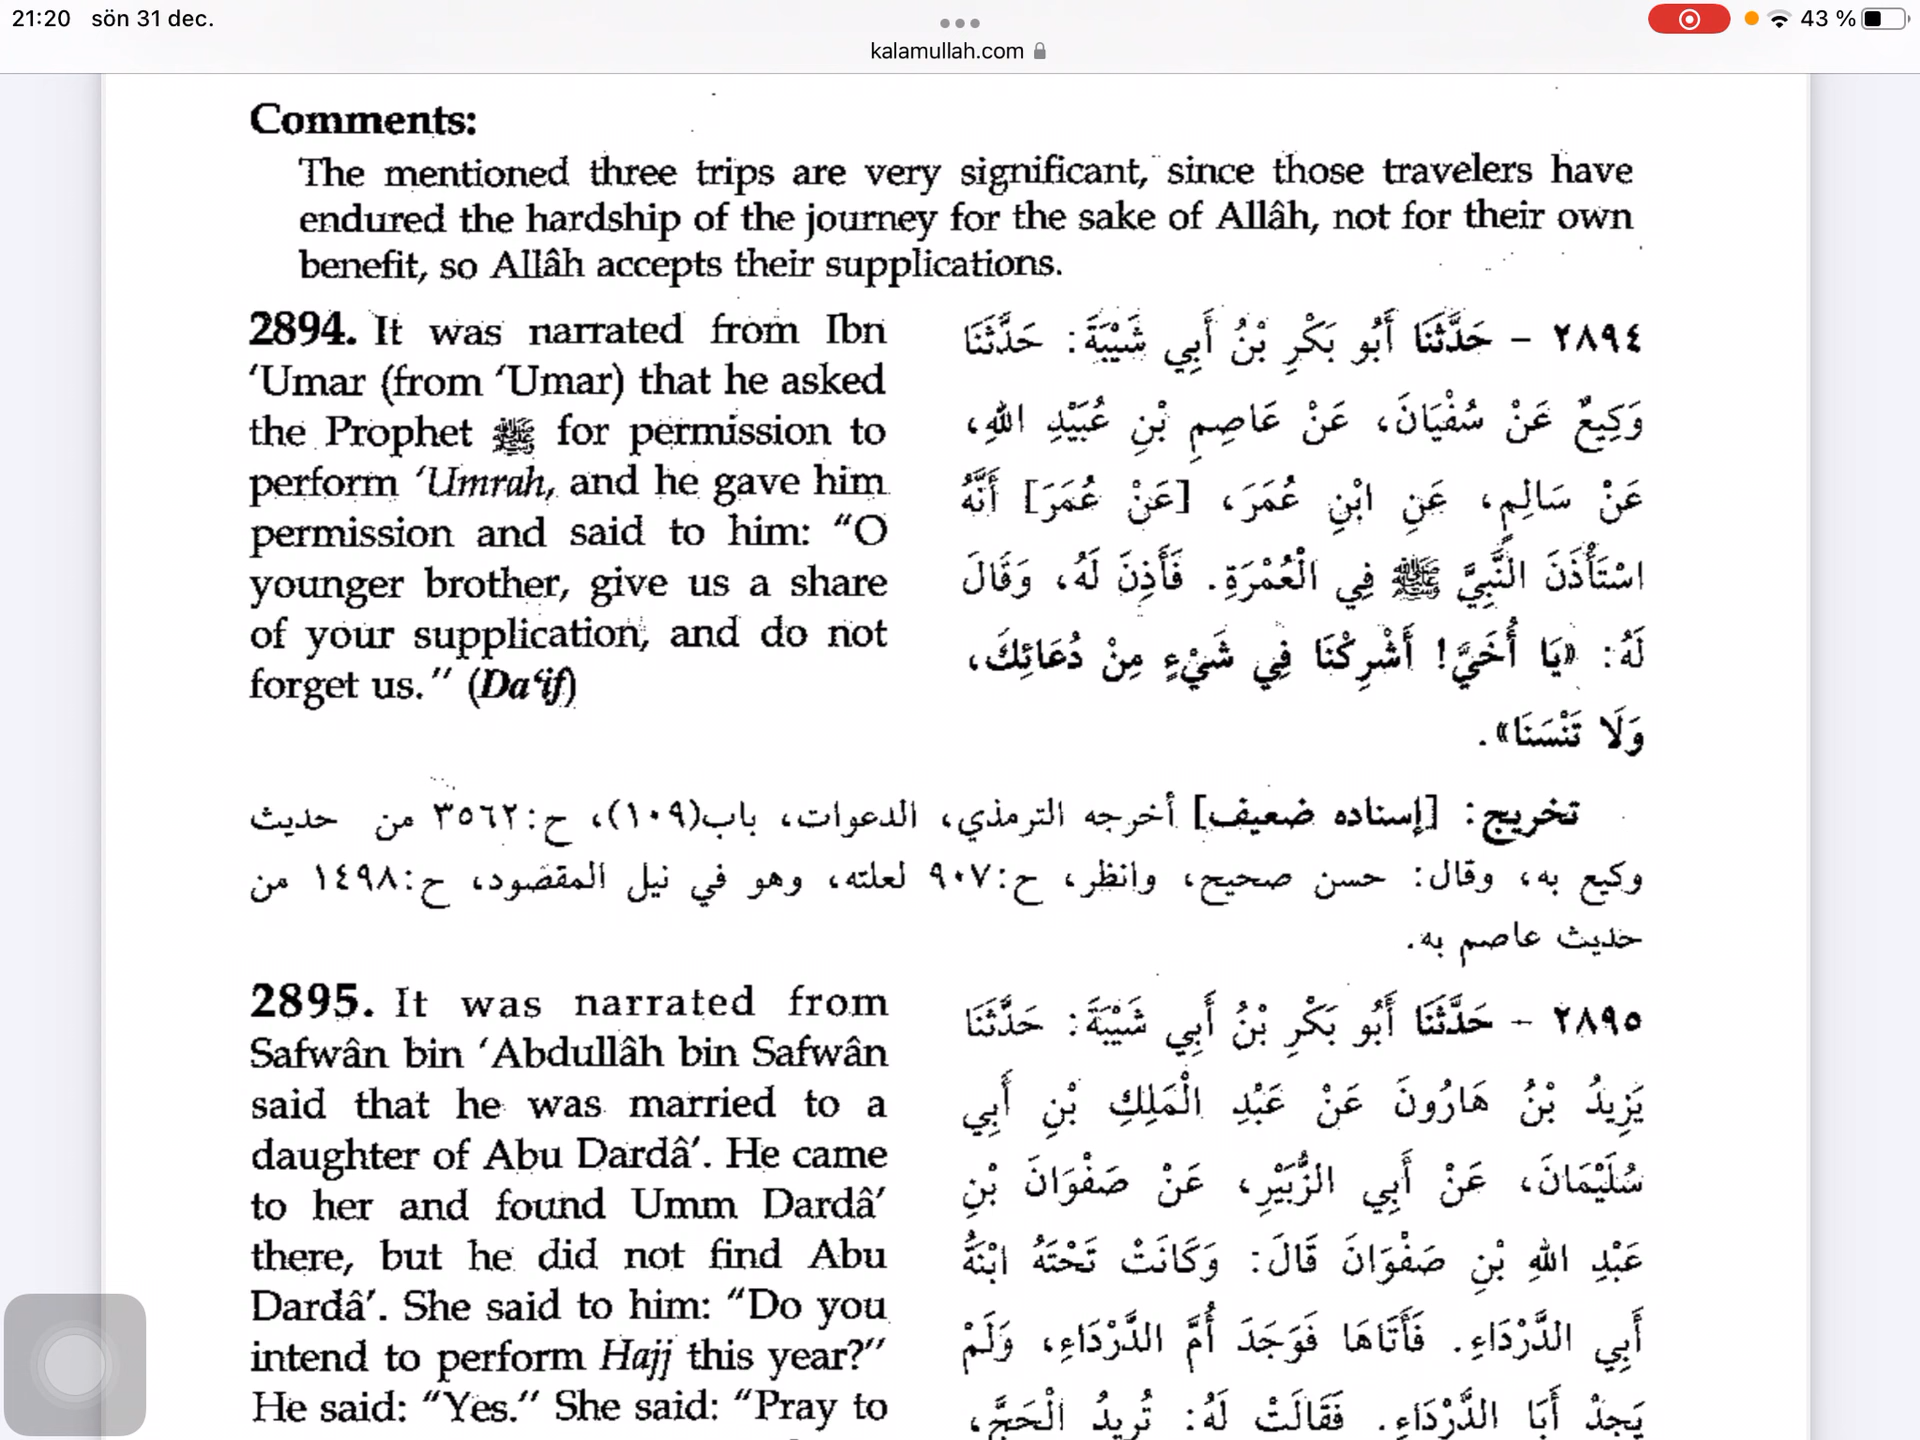 21:20 sön 31 dec.
43 %
kalamullah.com
Comments:
The mentioned three trips are very significant, since those travelers have
endured the hardship of the journey for the sake of Allâh, not for their own
benefit, so Allâh accepts their supplications.
2894. It was narrated from Ibn
‘Umar (from ‘Umar) that he asked
the Prophet ﷺ for permission to
perform ‘Umrah, and he gave him
permission and said to him: “O
younger brother, give us a share
of your supplication, and do not
forget us.” (Da‘if)
٢٨٩٤ - حَدَّثَنَا أَبُو بَكْرِ بْنُ أَبِي شَيْبَةَ: حَدَّثَنَا
وَكِيعٌ عَنْ سُفْيَانَ، عَنْ عَاصِمِ بْنِ عُبَيْدِ اللهِ،
عَنْ سَالِمٍ، عَنِ ابْنِ عُمَرَ، [عَنْ عُمَرَ] أَنَّهُ
اسْتَأْذَنَ النَّبِيَّ ﷺ فِي الْعُمْرَةِ. فَأَذِنَ لَهُ، وَقَالَ
لَهُ: «يَا أُخَيَّ! أَشْرِكْنَا فِي شَيْءٍ مِنْ دُعَائِكَ،
وَلَا تَنْسَنَا».
تخريج: [إسناده ضعيف] أخرجه الترمذي، الدعوات، باب(١٠٩)، ح:٣٥٦٢ من حديث
وكيع به، وقال: حسن صحيح، وانظر، ح:٩٠٧ لعلته، وهو في نيل المقصود، ح:١٤٩٨ من
حديث عاصم به.
2895. It was narrated from
Safwân bin ‘Abdullâh bin Safwân
said that he was married to a
daughter of Abu Dardâ’. He came
to her and found Umm Dardâ’
there, but he did not find Abu
Dardâ’. She said to him: “Do you
intend to perform Hajj this year?”
He said: “Yes.” She said: “Pray to
٢٨٩٥ - حَدَّثَنَا أَبُو بَكْرِ بْنُ أَبِي شَيْبَةَ: حَدَّثَنَا
يَزِيدُ بْنُ هَارُونَ عَنْ عَبْدِ الْمَلِكِ بْنِ أَبِي
سُلَيْمَانَ، عَنْ أَبِي الزُّبَيْرِ، عَنْ صَفْوَانَ بْنِ
عَبْدِ اللهِ بْنِ صَفْوَانَ قَالَ: وَكَانَتْ تَحْتَهُ ابْنَةُ
أَبِي الدَّرْدَاءِ. فَأَتَاهَا فَوَجَدَ أُمَّ الدَّرْدَاءِ، وَلَمْ
يَجِدْ أَبَا الدَّرْدَاءِ. فَقَالَتْ لَهُ: تُرِيدُ الْحَجَّ،